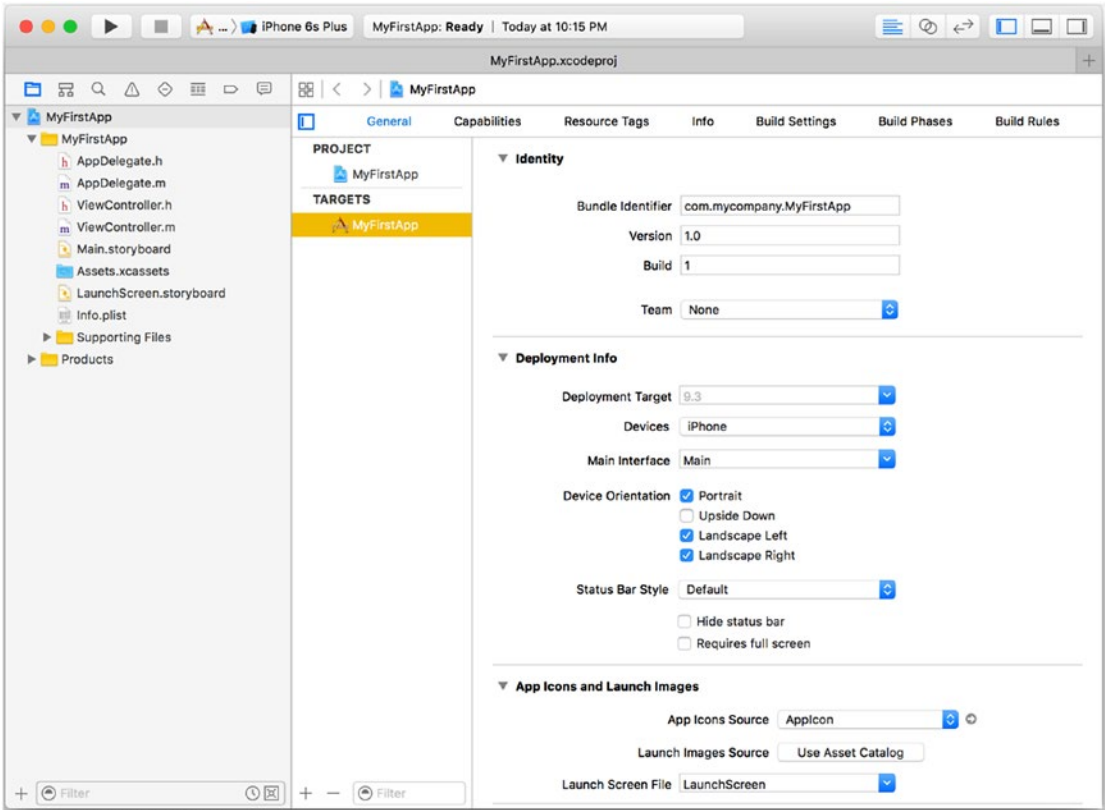 ... iPhone 6s Plus MyFirstApp: Ready | Today at 10:15 PM
MyFirstApp.xcodeproj
MyFirstApp
MyFirstApp
AppDelegate.h
AppDelegate.m
ViewController.h
ViewController.m
Main.storyboard
Assets.xcassets
LaunchScreen.storyboard
Info.plist
Supporting Files
Products
Filter
MyFirstApp
General Capabilities Resource Tags Info Build Settings Build Phases Build Rules
PROJECT
MyFirstApp
TARGETS
MyFirstApp
Filter
Identity
Bundle Identifier com.mycompany.MyFirstApp
Version 1.0
Build 1
Team None
Deployment Info
Deployment Target 9.3
Devices iPhone
Main Interface Main
Device Orientation Portrait
Upside Down
Landscape Left
Landscape Right
Status Bar Style Default
Hide status bar
Requires full screen
App Icons and Launch Images
App Icons Source AppIcon
Launch Images Source Use Asset Catalog
Launch Screen File LaunchScreen